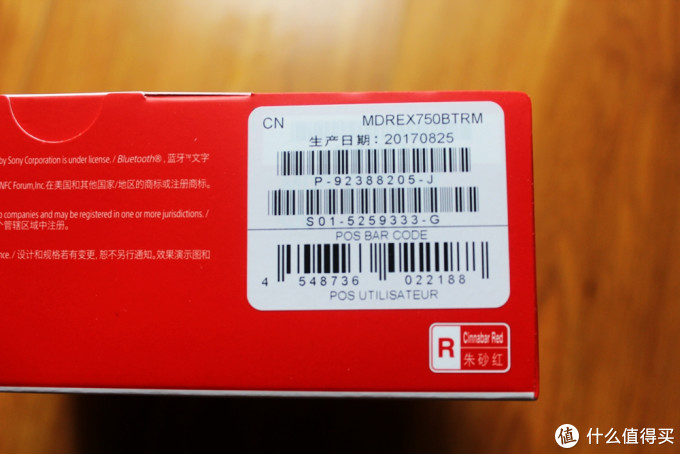 CN MDREX750BTRM
生产日期：20170825
P-92388205-J
S01-5259333-G
POS BAR CODE
4 548736 022188
POS UTILISATEUR
by Sony Corporation is under license. / Bluetooth®, 蓝牙™文字
NFC Forum,Inc.在美国和其他国家/地区的商标或注册商标。
companies and may be registered in one or more jurisdictions. /
管辖区域中注册。
/ 设计和规格若有变更, 恕不另行通知。效果演示图和
R Cinnabar Red
朱砂红
值 什么值得买